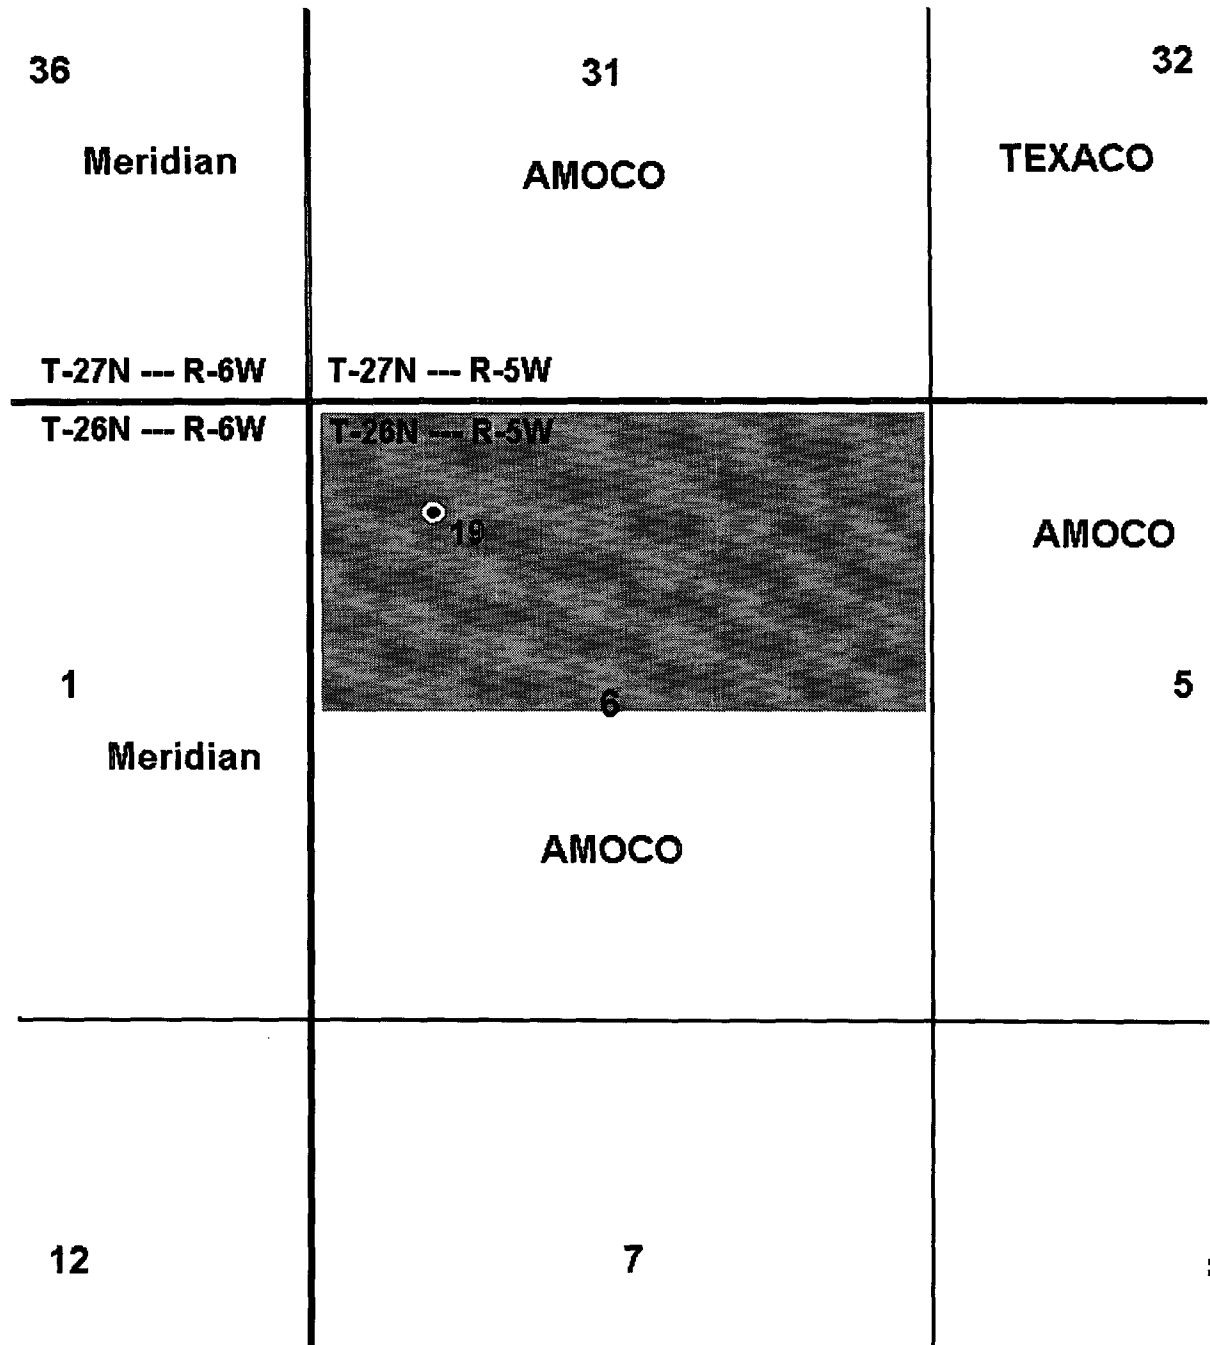 36 31 32
Meridian AMOCO TEXACO
T-27N --- R-6W T-27N --- R-5W
T-26N --- R-6W T-26N --- R-5W
19 AMOCO
1 6 5
Meridian
AMOCO
12 7